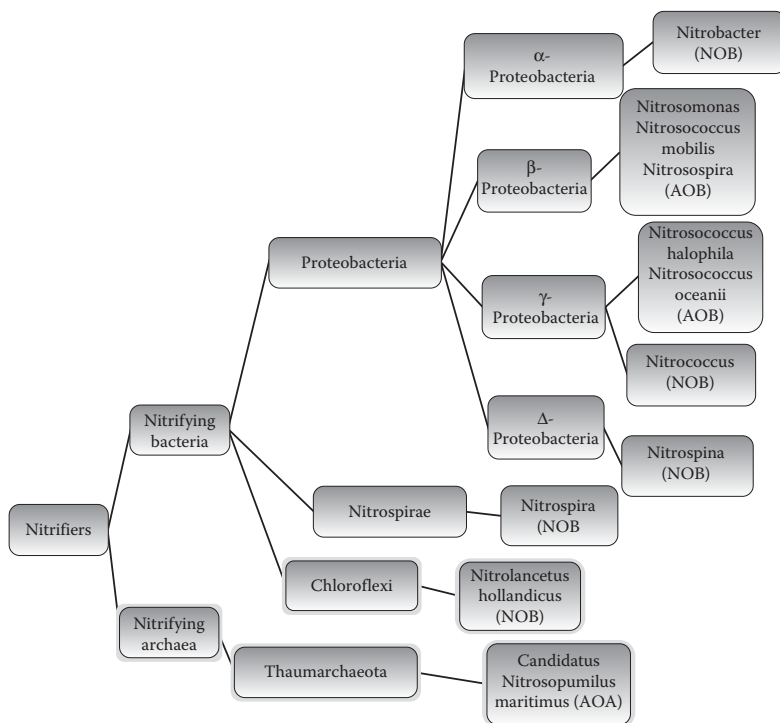 α-
Proteobacteria
Nitrobacter
(NOB)
β-
Proteobacteria
Nitrosomonas
Nitrosococcus
mobilis
Nitrosospira
(AOB)
Proteobacteria
γ-
Proteobacteria
Nitrosococcus
halophila
Nitrosococcus
oceanii
(AOB)
Nitrococcus
(NOB)
Δ-
Proteobacteria
Nitrospina
(NOB)
Nitrifying
bacteria
Nitrospirae
Nitrospira
(NOB
Nitrifiers
Chloroflexi
Nitrolancetus
hollandicus
(NOB)
Nitrifying
archaea
Thaumarchaeota
Candidatus
Nitrosopumilus
maritimus (AOA)